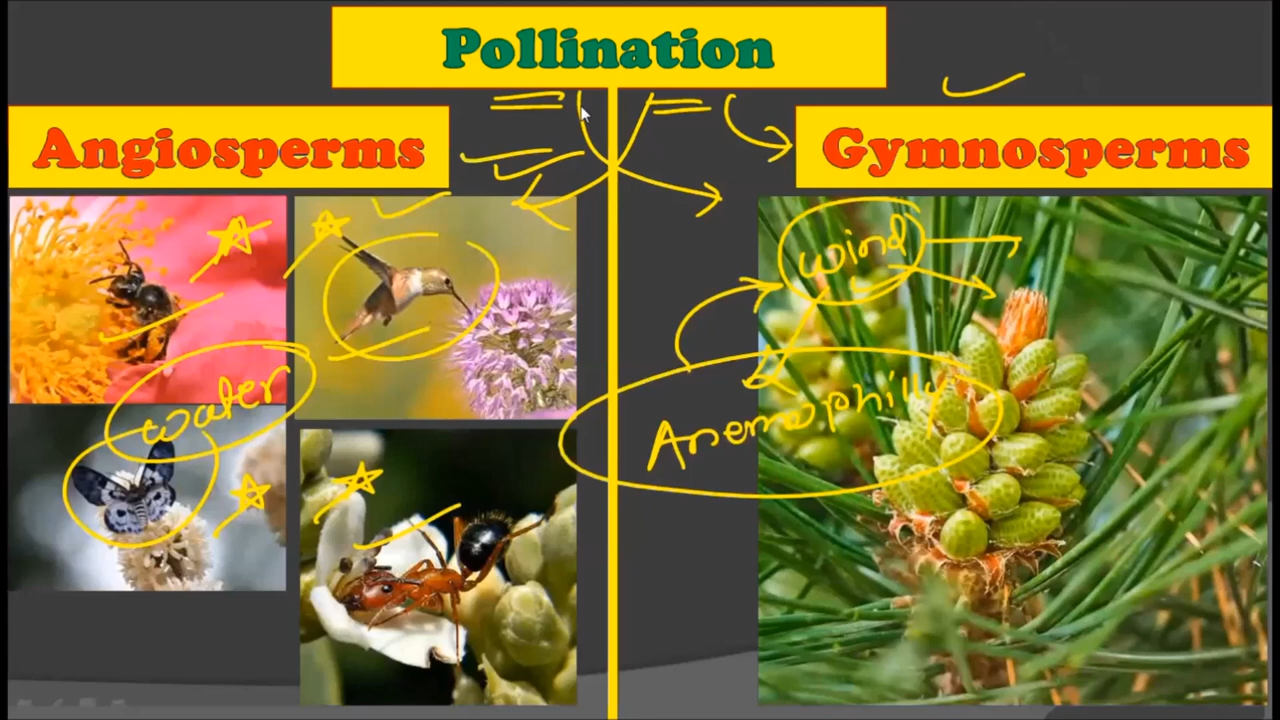 Pollination
Angiosperms
Gymnosperms
wind
water
Anemophilly